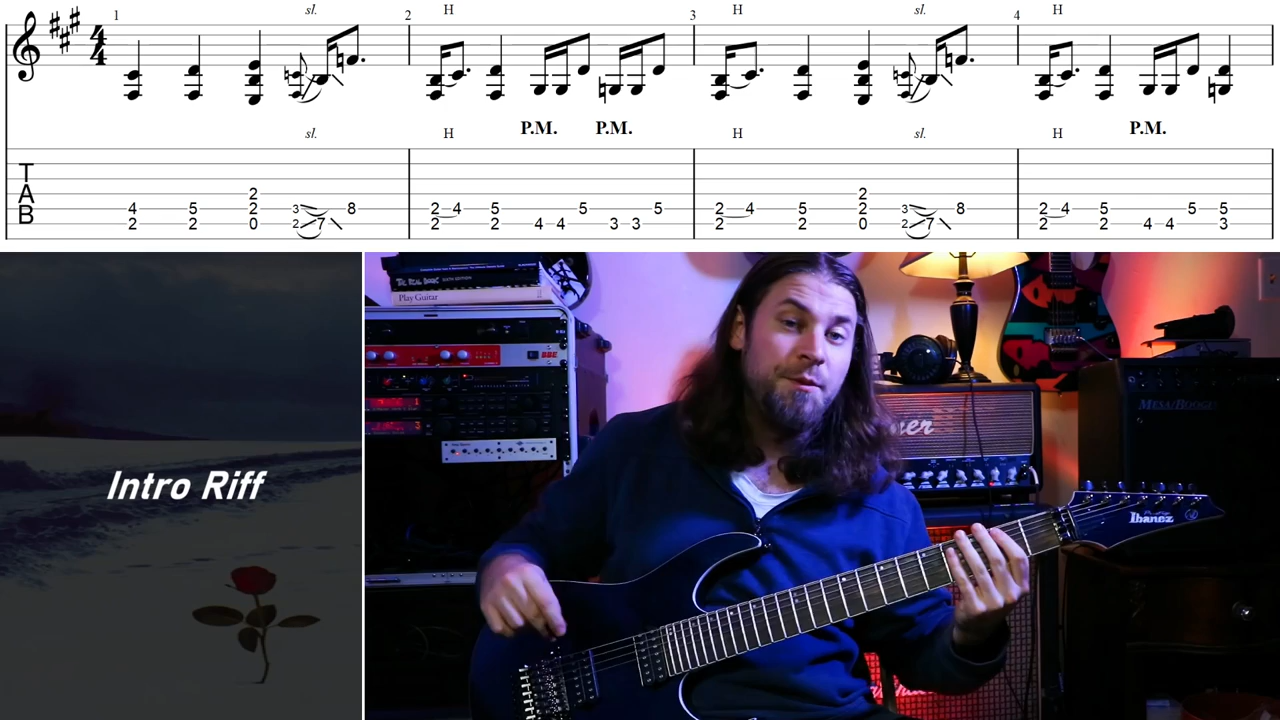 sl. H H sl. H
1 2 3 4
4
4
P.M. P.M. P.M.
sl. H H sl. H
T
A 2 2
B 4 5 2 3 8 2 4 5 5 5 2 4 5 2 3 8 2 4 5 5 5
2 2 0 2 7 2 2 4 4 3 3 2 2 0 2 7 2 2 4 4 3
Play Guitar
BBE
Intro Riff
MESA/BOOGIE
Ibanez